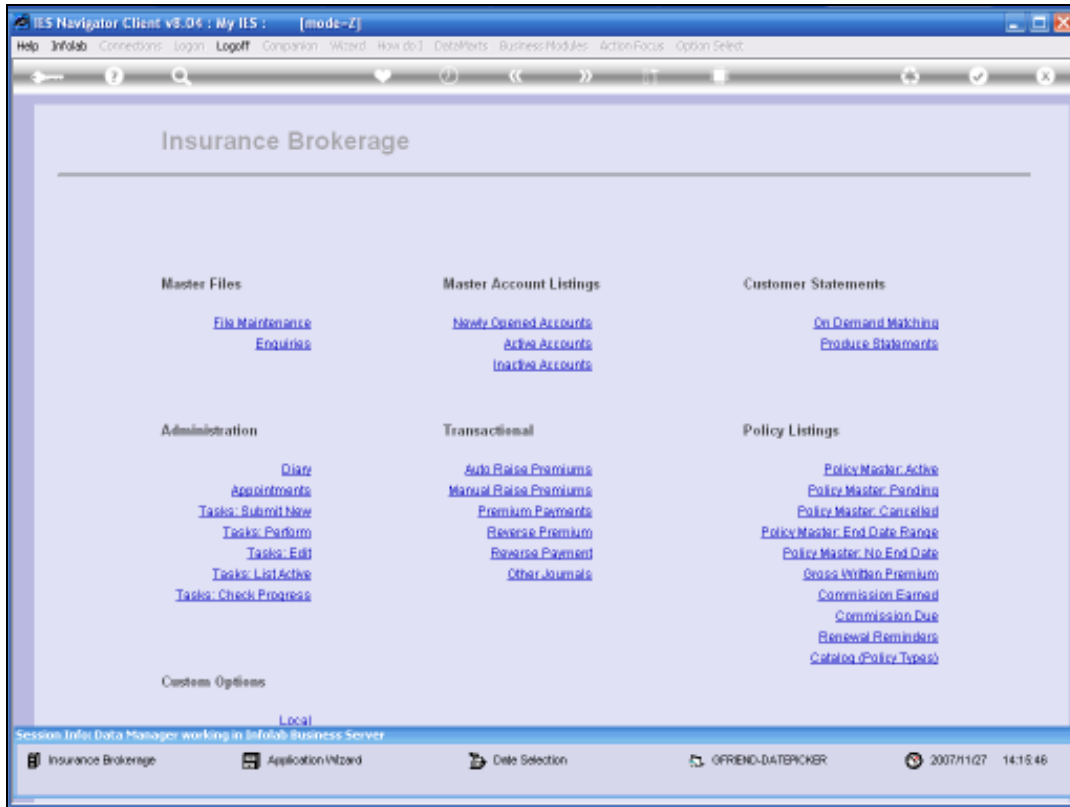 IES Navigator Client v8.04 : My IES : [mode=Z]
Help Infolab Connections Logon Logoff Companion Wizard How do I DataAlerts Business Modules Action Focus Option Select
Insurance Brokerage
Master Files
File Maintenance
Enquiries
Master Account Listings
Newly Opened Accounts
Active Accounts
Inactive Accounts
Customer Statements
On Demand Matching
Produce Statements
Administration
Diary
Appointments
Tasks: Submit New
Tasks: Perform
Tasks: Edit
Tasks: List Active
Tasks: Check Progress
Transactional
Auto Raise Premiums
Manual Raise Premiums
Premium Payments
Reverse Premium
Reverse Payment
Other Journals
Policy Listings
Policy Master: Active
Policy Master: Pending
Policy Master: Cancelled
Policy Master: End Date Range
Policy Master: No End Date
Gross Written Premium
Commission Earned
Commission Due
Renewal Reminders
Catalog (Policy Types)
Custom Options
Local
Session Info: Data Manager working in Infolab Business Server
Insurance Brokerage Application Wizard Date Selection GFRIEND-DATEPICKER 2007/11/27 14:15:46